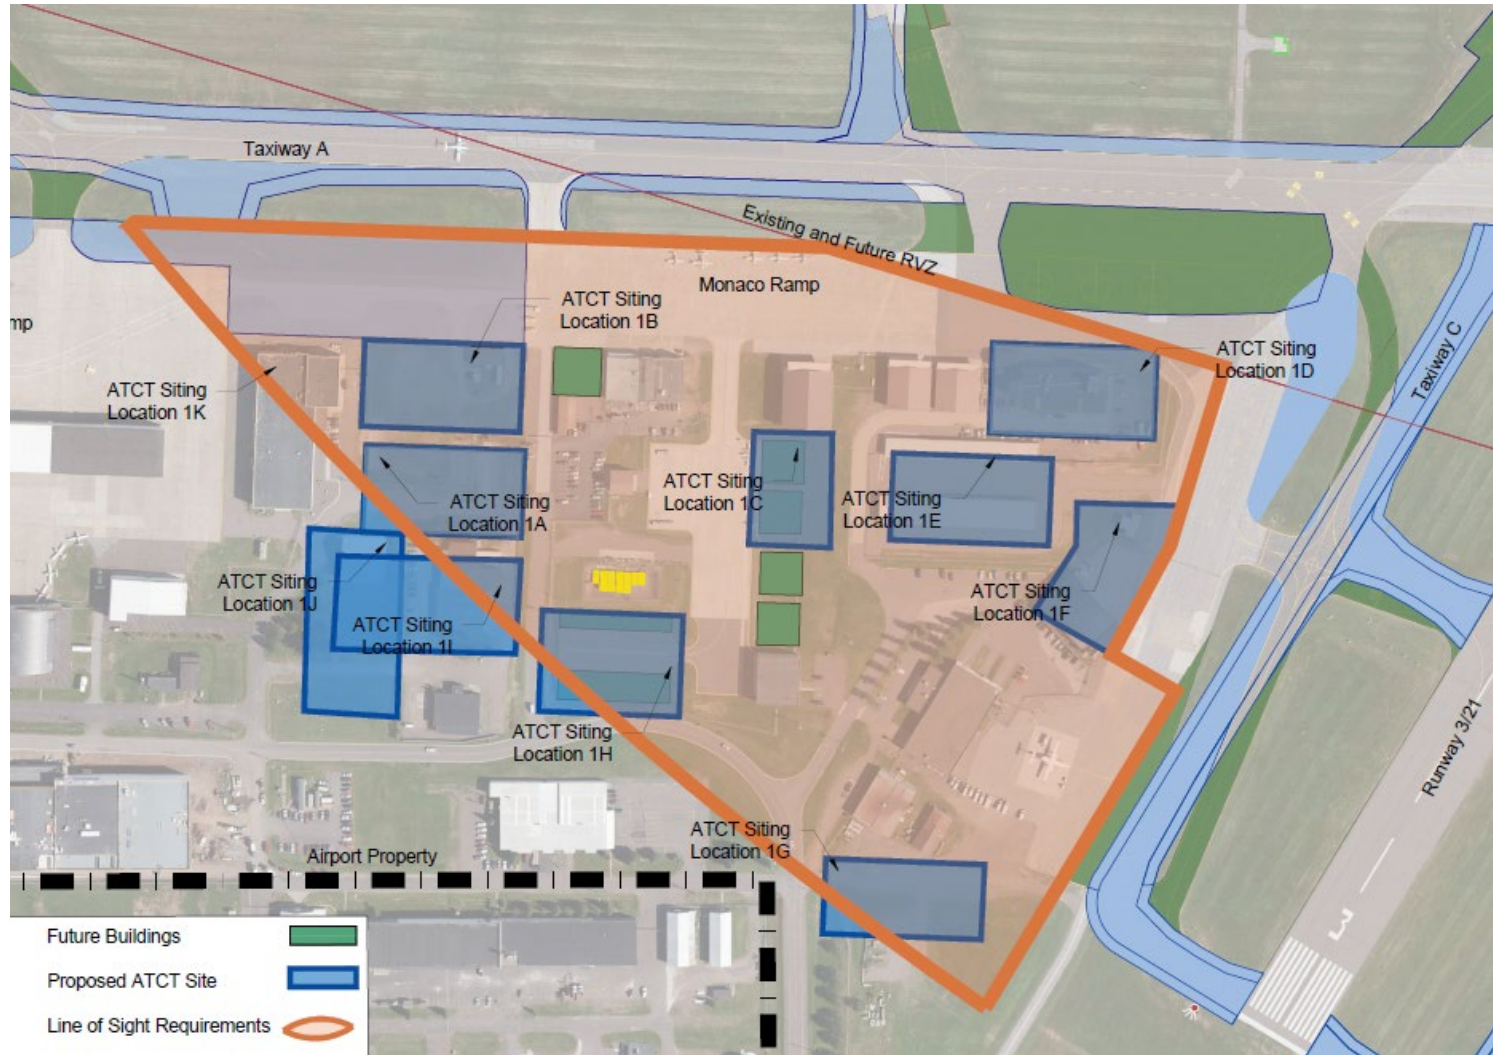 Taxiway A
Existing and Future RVZ
Monaco Ramp
ATCT Siting
Location 1B
mp
ATCT Siting
Location 1D
Taxiway C
ATCT Siting
Location 1K
ATCT Siting
Location 1C
ATCT Siting
Location 1A
ATCT Siting
Location 1E
ATCT Siting
Location 1J
ATCT Siting
Location 1F
ATCT Siting
Location 1I
ATCT Siting
Location 1H
Runway 3/21
ATCT Siting
Location 1G
Airport Property
3
Future Buildings
Proposed ATCT Site
Line of Sight Requirements